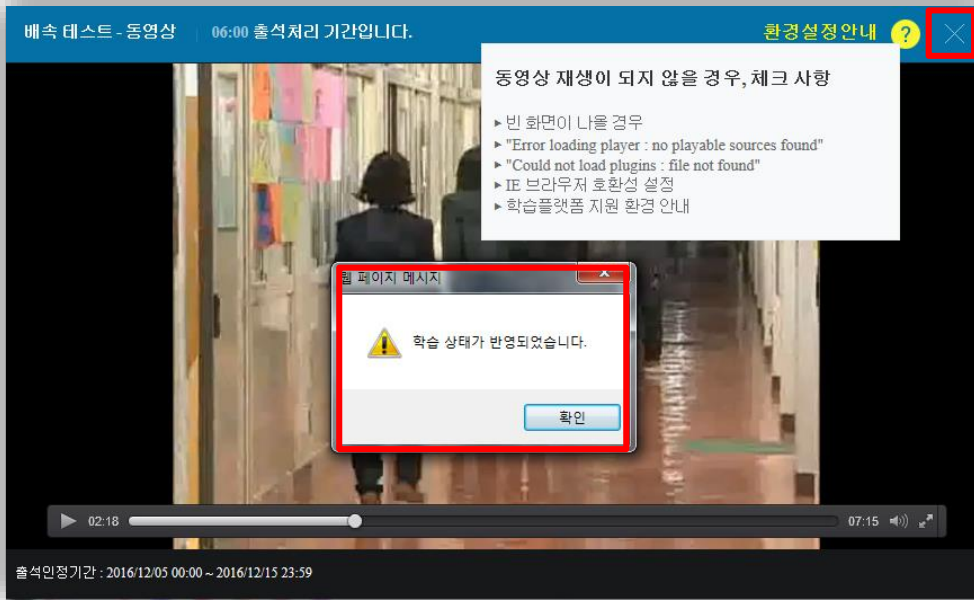 배속 테스트 - 동영상 06:00 출석처리 기간입니다. 환경설정안내 ?
동영상 재생이 되지 않을 경우, 체크 사항
▸ 빈 화면이 나올 경우
▸ "Error loading player : no playable sources found"
▸ "Could not load plugins : file not found"
▸ IE 브라우저 호환성 설정
▸ 학습플랫폼 지원 환경 안내
웹 페이지 메시지
학습 상태가 반영되었습니다.
확인
02:18 07:15
출석인정기간 : 2016/12/05 00:00 ~ 2016/12/15 23:59